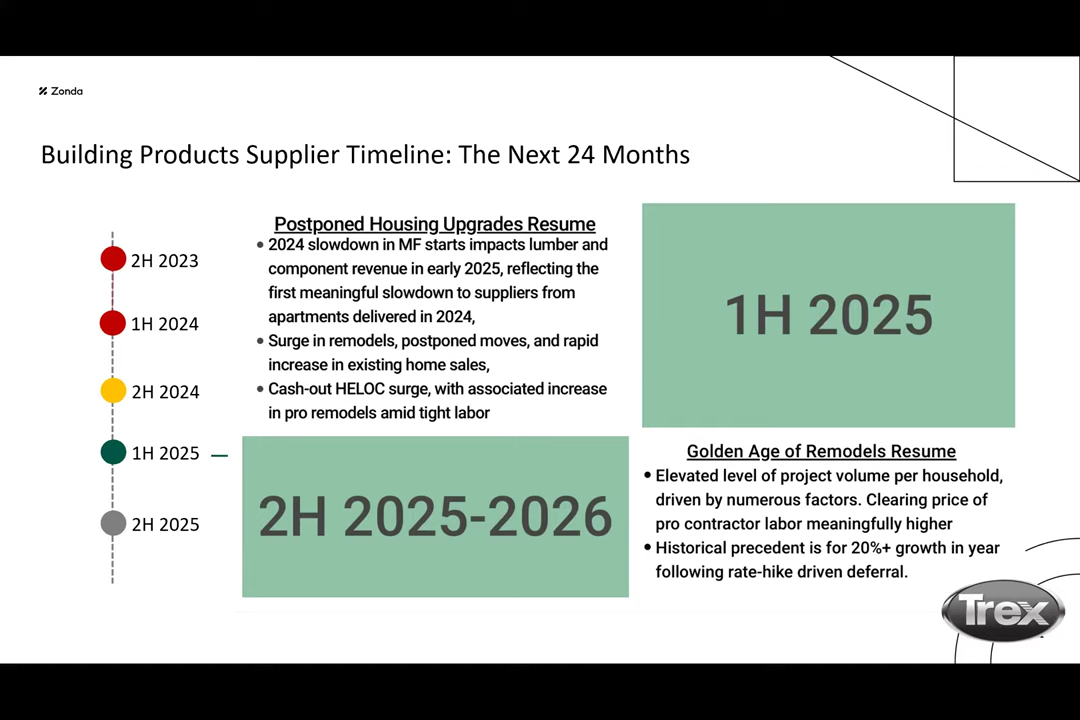 Zonda
Building Products Supplier Timeline: The Next 24 Months
2H 2023
1H 2024
2H 2024
1H 2025
2H 2025
Postponed Housing Upgrades Resume
• 2024 slowdown in MF starts impacts lumber and
component revenue in early 2025, reflecting the
first meaningful slowdown to suppliers from
apartments delivered in 2024,
• Surge in remodels, postponed moves, and rapid
increase in existing home sales,
• Cash-out HELOC surge, with associated increase
in pro remodels amid tight labor
1H 2025
2H 2025-2026
Golden Age of Remodels Resume
• Elevated level of project volume per household,
driven by numerous factors. Clearing price of
pro contractor labor meaningfully higher
• Historical precedent is for 20%+ growth in year
following rate-hike driven deferral.
Trex